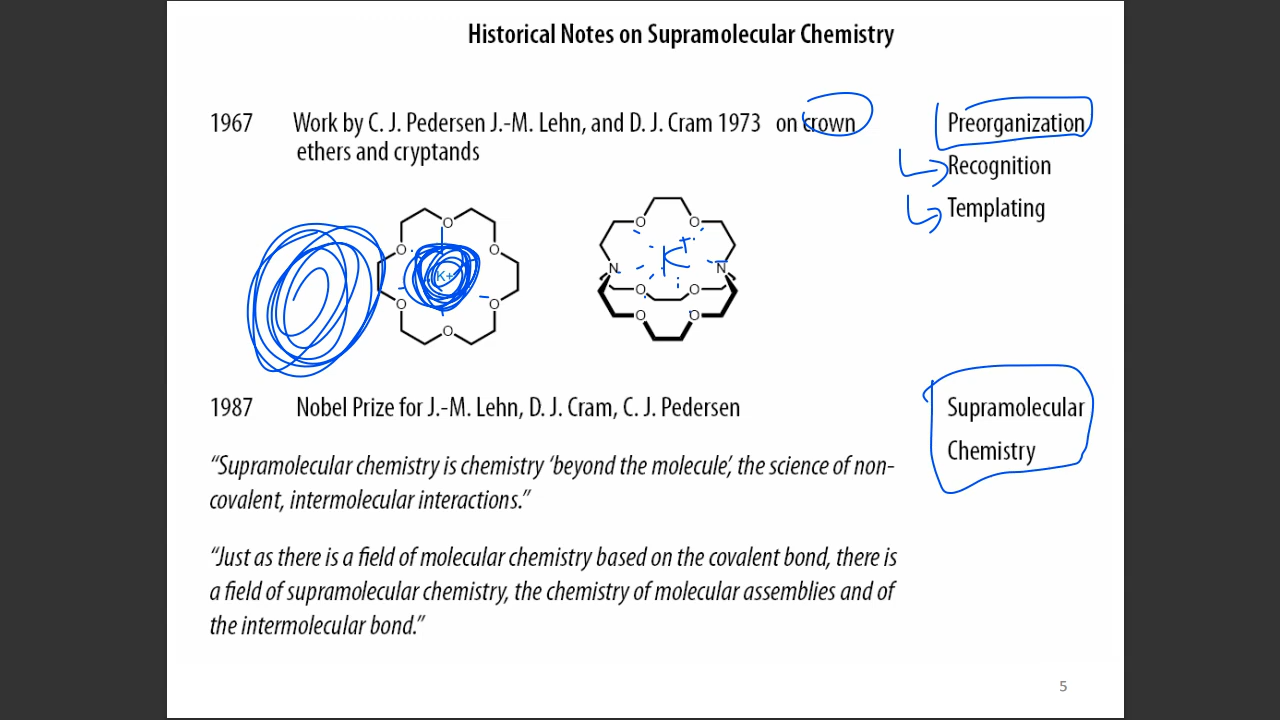 Historical Notes on Supramolecular Chemistry
1967 Work by C. J. Pedersen J.-M. Lehn, and D. J. Cram 1973 on crown
ethers and cryptands
Preorganization
Recognition
Templating
O
O O
K+
O O
O
O O
K+
N N
O O
O O
1987 Nobel Prize for J.-M. Lehn, D. J. Cram, C. J. Pedersen
Supramolecular
Chemistry
“Supramolecular chemistry is chemistry ‘beyond the molecule’, the science of non-
covalent, intermolecular interactions.”
“Just as there is a field of molecular chemistry based on the covalent bond, there is
a field of supramolecular chemistry, the chemistry of molecular assemblies and of
the intermolecular bond.”
5